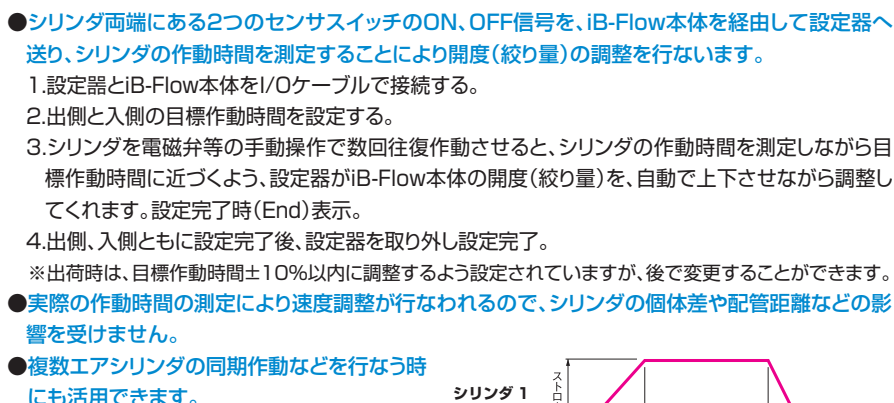 ●シリンダ両端にある2つのセンサスイッチのON、OFF信号を、iB-Flow本体を経由して設定器へ
送り、シリンダの作動時間を測定することにより開度（絞り量）の調整を行ないます。
1.設定器とiB-Flow本体をI/Oケーブルで接続する。
2.出側と入側の目標作動時間を設定する。
3.シリンダを電磁弁等の手動操作で数回往復作動させると、シリンダの作動時間を測定しながら目
標作動時間に近づくよう、設定器がiB-Flow本体の開度（絞り量）を、自動で上下させながら調整し
てくれます。設定完了時（End）表示。
4.出側、入側ともに設定完了後、設定器を取り外し設定完了。
※出荷時は、目標作動時間±10%以内に調整するよう設定されていますが、後で変更することができます。
●実際の作動時間の測定により速度調整が行なわれるので、シリンダの個体差や配管距離などの影
響を受けません。
●複数エアシリンダの同期作動などを行なう時
にも活用できます。
シリンダ 1